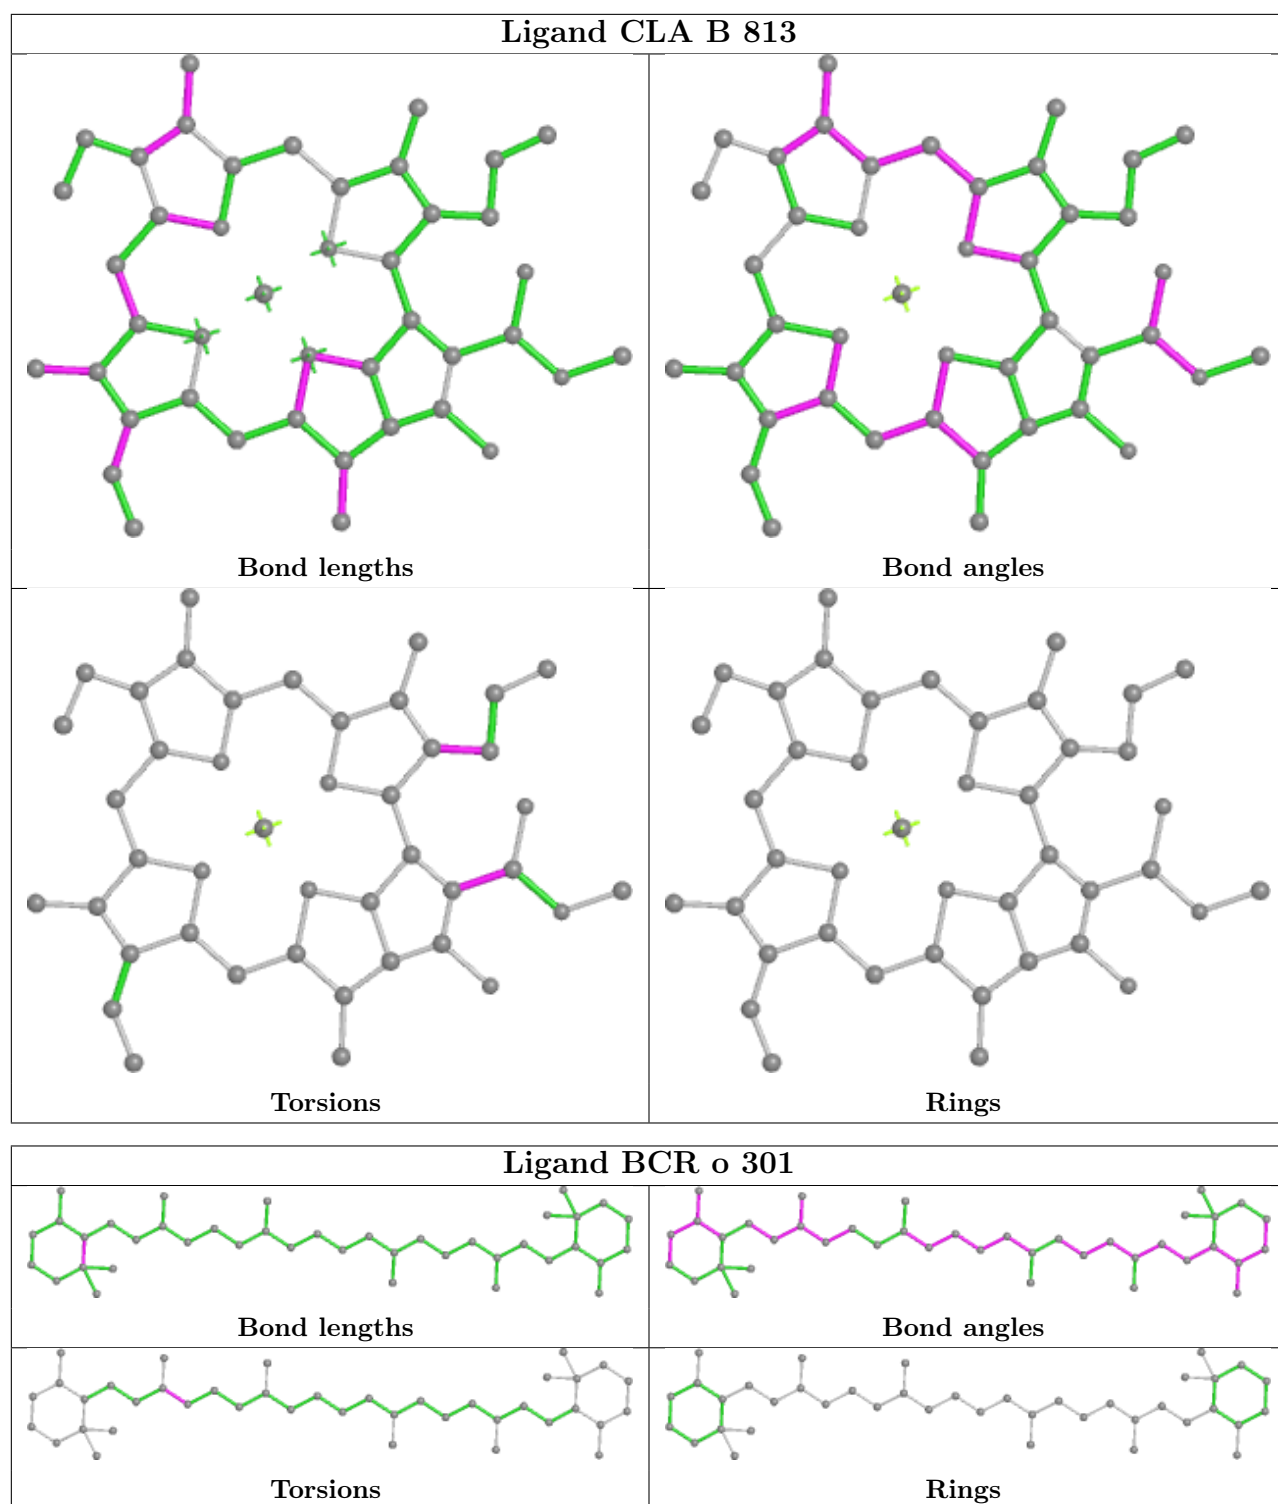 Ligand CLA B 813
Bond lengths
Bond angles
Torsions
Rings
Ligand BCR o 301
Bond lengths
Bond angles
Torsions
Rings